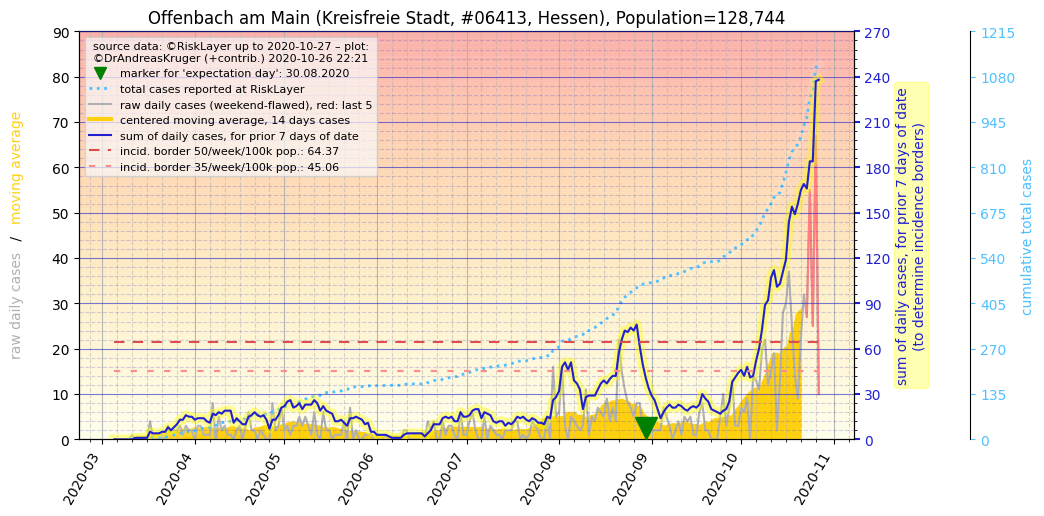 Offenbach am Main (Kreisfreie Stadt, #06413, Hessen), Population=128,744
source data: ©RiskLayer up to 2020-10-27 – plot:
©DrAndreasKruger (+contrib.) 2020-10-26 22:21
marker for 'expectation day': 30.08.2020
total cases reported at RiskLayer
raw daily cases (weekend-flawed), red: last 5
centered moving average, 14 days cases
sum of daily cases, for prior 7 days of date
incid. border 50/week/100k pop.: 64.37
incid. border 35/week/100k pop.: 45.06
raw daily cases / moving average
90
80
70
60
50
40
30
20
10
0
2020-03
2020-04
2020-05
2020-06
2020-07
2020-08
2020-09
2020-10
2020-11
270
240
210
180
150
120
90
60
30
0
sum of daily cases, for prior 7 days of date
(to determine incidence borders)
1215
1080
945
810
675
540
405
270
135
0
cumulative total cases